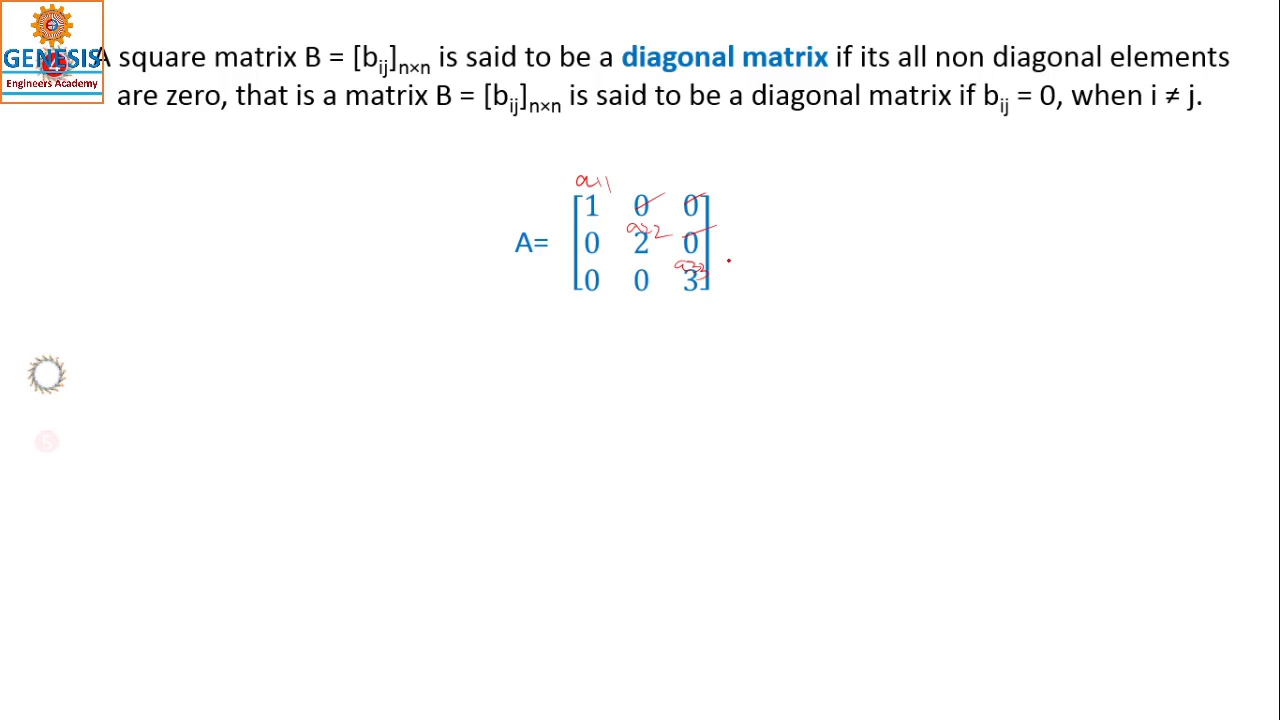 GENESIS
Engineers Academy
A square matrix B = [bij]n×n is said to be a diagonal matrix if its all non diagonal elements
are zero, that is a matrix B = [bij]n×n is said to be a diagonal matrix if bij = 0, when i ≠ j.
a11
1 0 0
a22
A= 0 2 0
a33
0 0 3
5